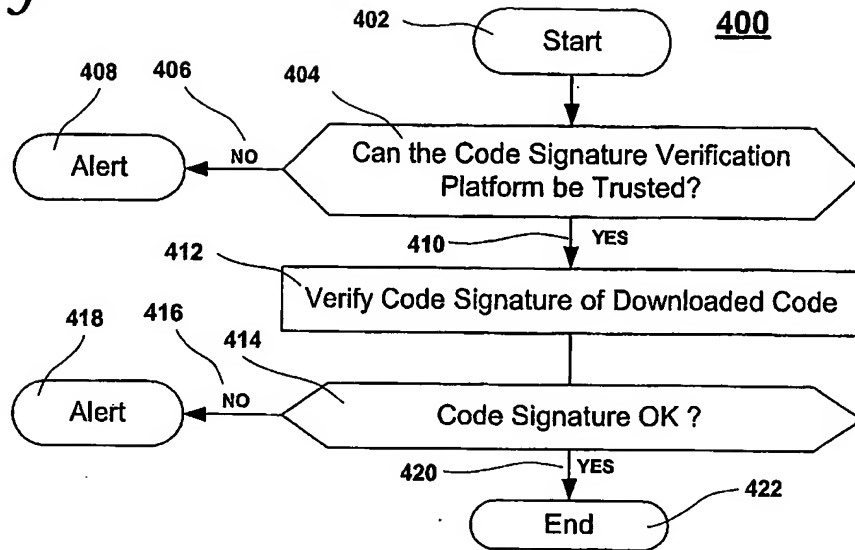 402
Start
400
406
408
404
Alert
NO
Can the Code Signature Verification
Platform be Trusted?
410
YES
412
Verify Code Signature of Downloaded Code
416
418
414
Alert
NO
Code Signature OK ?
420
YES
422
End